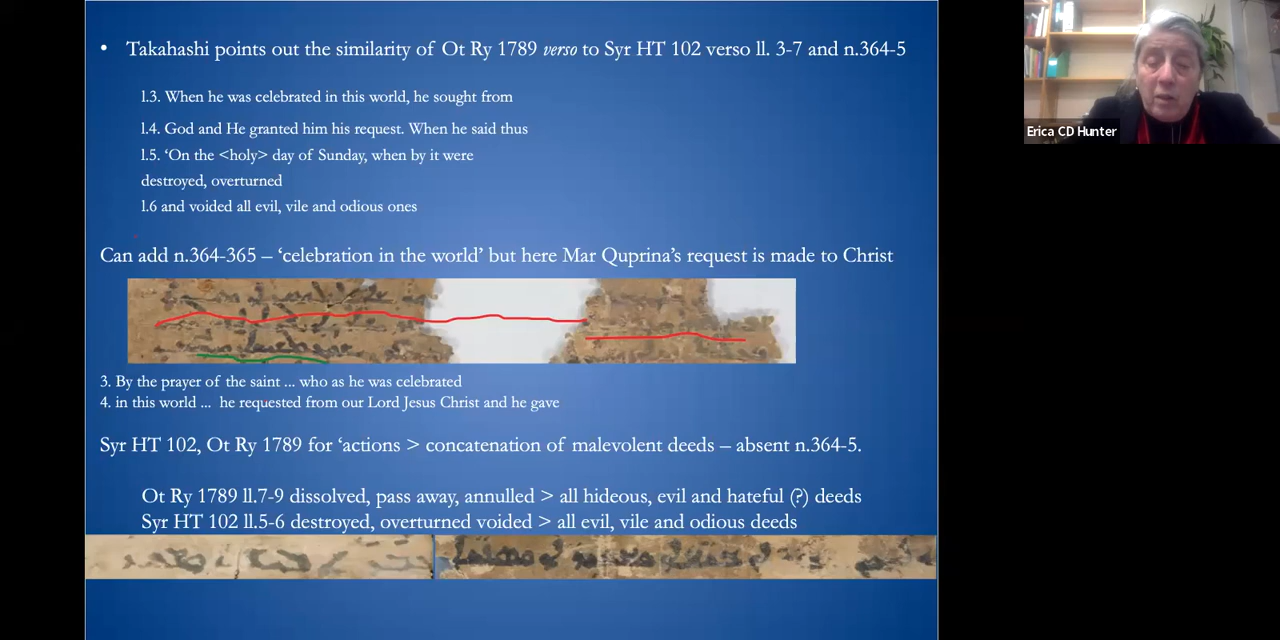 • Takahashi points out the similarity of Ot Ry 1789 verso to Syr HT 102 verso ll. 3-7 and n.364-5
l.3. When he was celebrated in this world, he sought from
l.4. God and He granted him his request. When he said thus
l.5. ‘On the <holy> day of Sunday, when by it were
destroyed, overturned
l.6 and voided all evil, vile and odious ones
Can add n.364-365 – ‘celebration in the world’ but here Mar Quprina’s request is made to Christ
3. By the prayer of the saint ... who as he was celebrated
4. in this world ... he requested from our Lord Jesus Christ and he gave
Syr HT 102, Ot Ry 1789 for ‘actions > concatenation of malevolent deeds – absent n.364-5.
Ot Ry 1789 ll.7-9 dissolved, pass away, annulled > all hideous, evil and hateful (?) deeds
Syr HT 102 ll.5-6 destroyed, overturned voided > all evil, vile and odious deeds
Erica CD Hunter